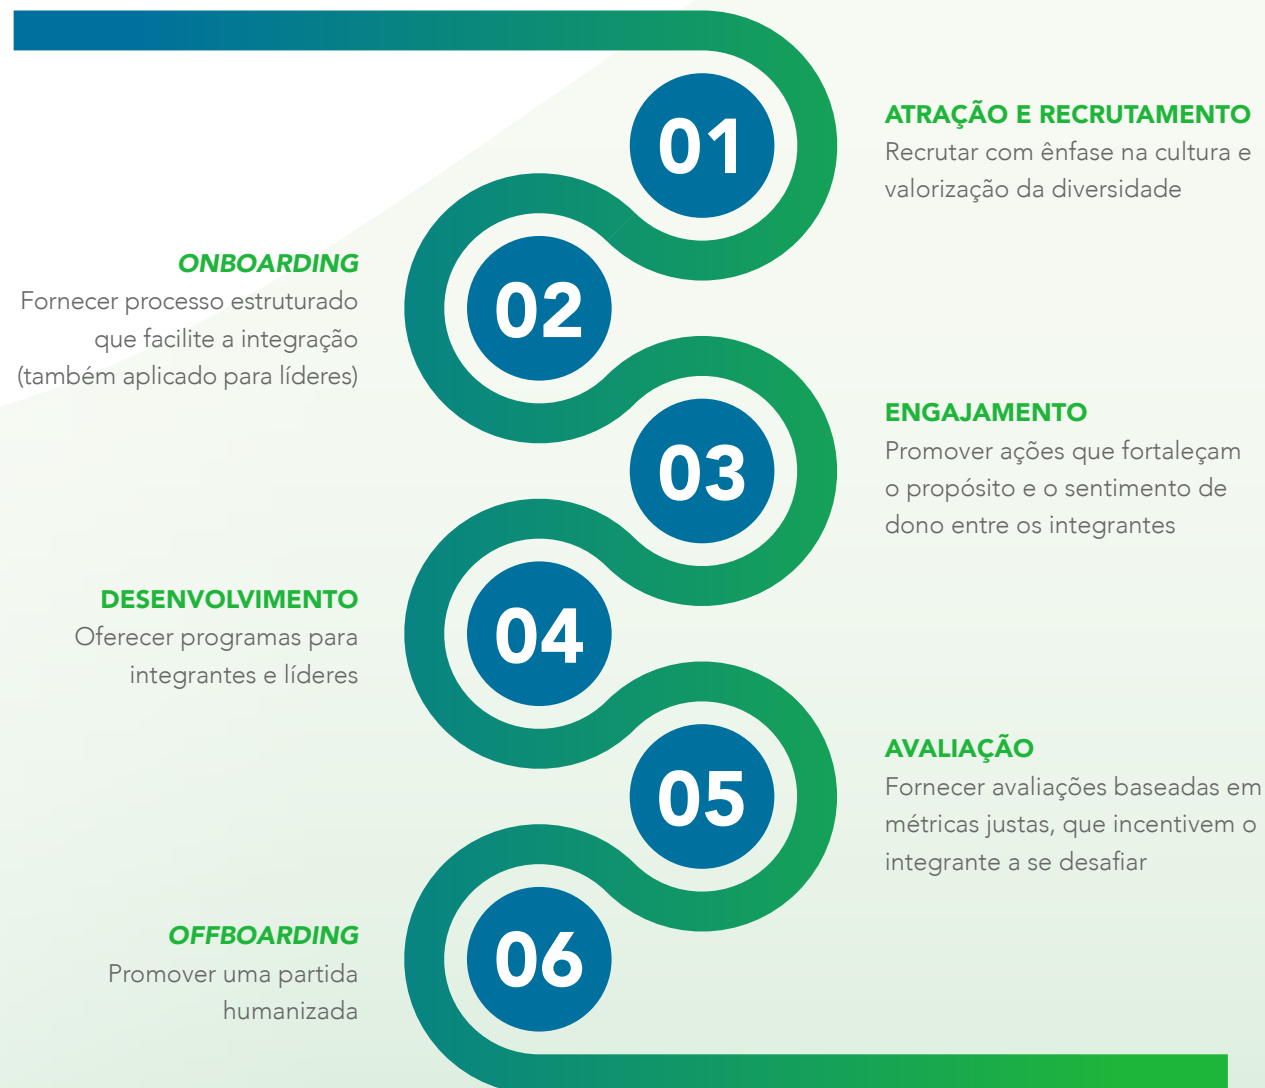 01
ATRAÇÃO E RECRUTAMENTO
Recrutar com ênfase na cultura e
valorização da diversidade
02
ONBOARDING
Fornecer processo estruturado
que facilite a integração
(também aplicado para líderes)
03
ENGAJAMENTO
Promover ações que fortaleçam
o propósito e o sentimento de
dono entre os integrantes
04
DESENVOLVIMENTO
Oferecer programas para
integrantes e líderes
05
AVALIAÇÃO
Fornecer avaliações baseadas em
métricas justas, que incentivem o
integrante a se desafiar
06
OFFBOARDING
Promover uma partida
humanizada